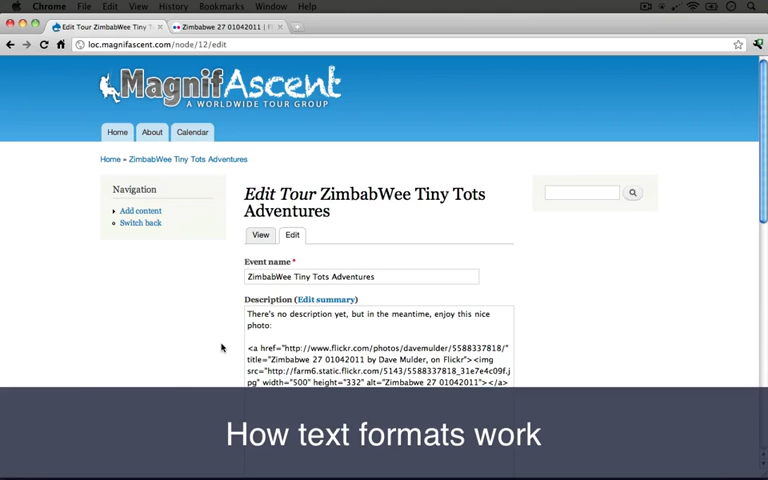 Chrome File Edit View History Bookmarks Window Help
Edit Tour ZimbabWee Tiny T
Zimbabwe 27 01042011 | Fl
loc.magnifascent.com/node/12/edit
MagnifAscent
A WORLDWIDE TOUR GROUP
Home About Calendar
Home » ZimbabWee Tiny Tots Adventures
Navigation
Add content
Switch back
Edit Tour ZimbabWee Tiny Tots
Adventures
View Edit
Event name *
ZimbabWee Tiny Tots Adventures
Description (Edit summary)
There's no description yet, but in the meantime, enjoy this nice
photo:
<a href="http://www.flickr.com/photos/davemulder/5588337818/"
title="Zimbabwe 27 01042011 by Dave Mulder, on Flickr"><img
src="http://farm6.static.flickr.com/5143/5588337818_31e7e4c09f.j
pg" width="500" height="332" alt="Zimbabwe 27 01042011"></a>
How text formats work